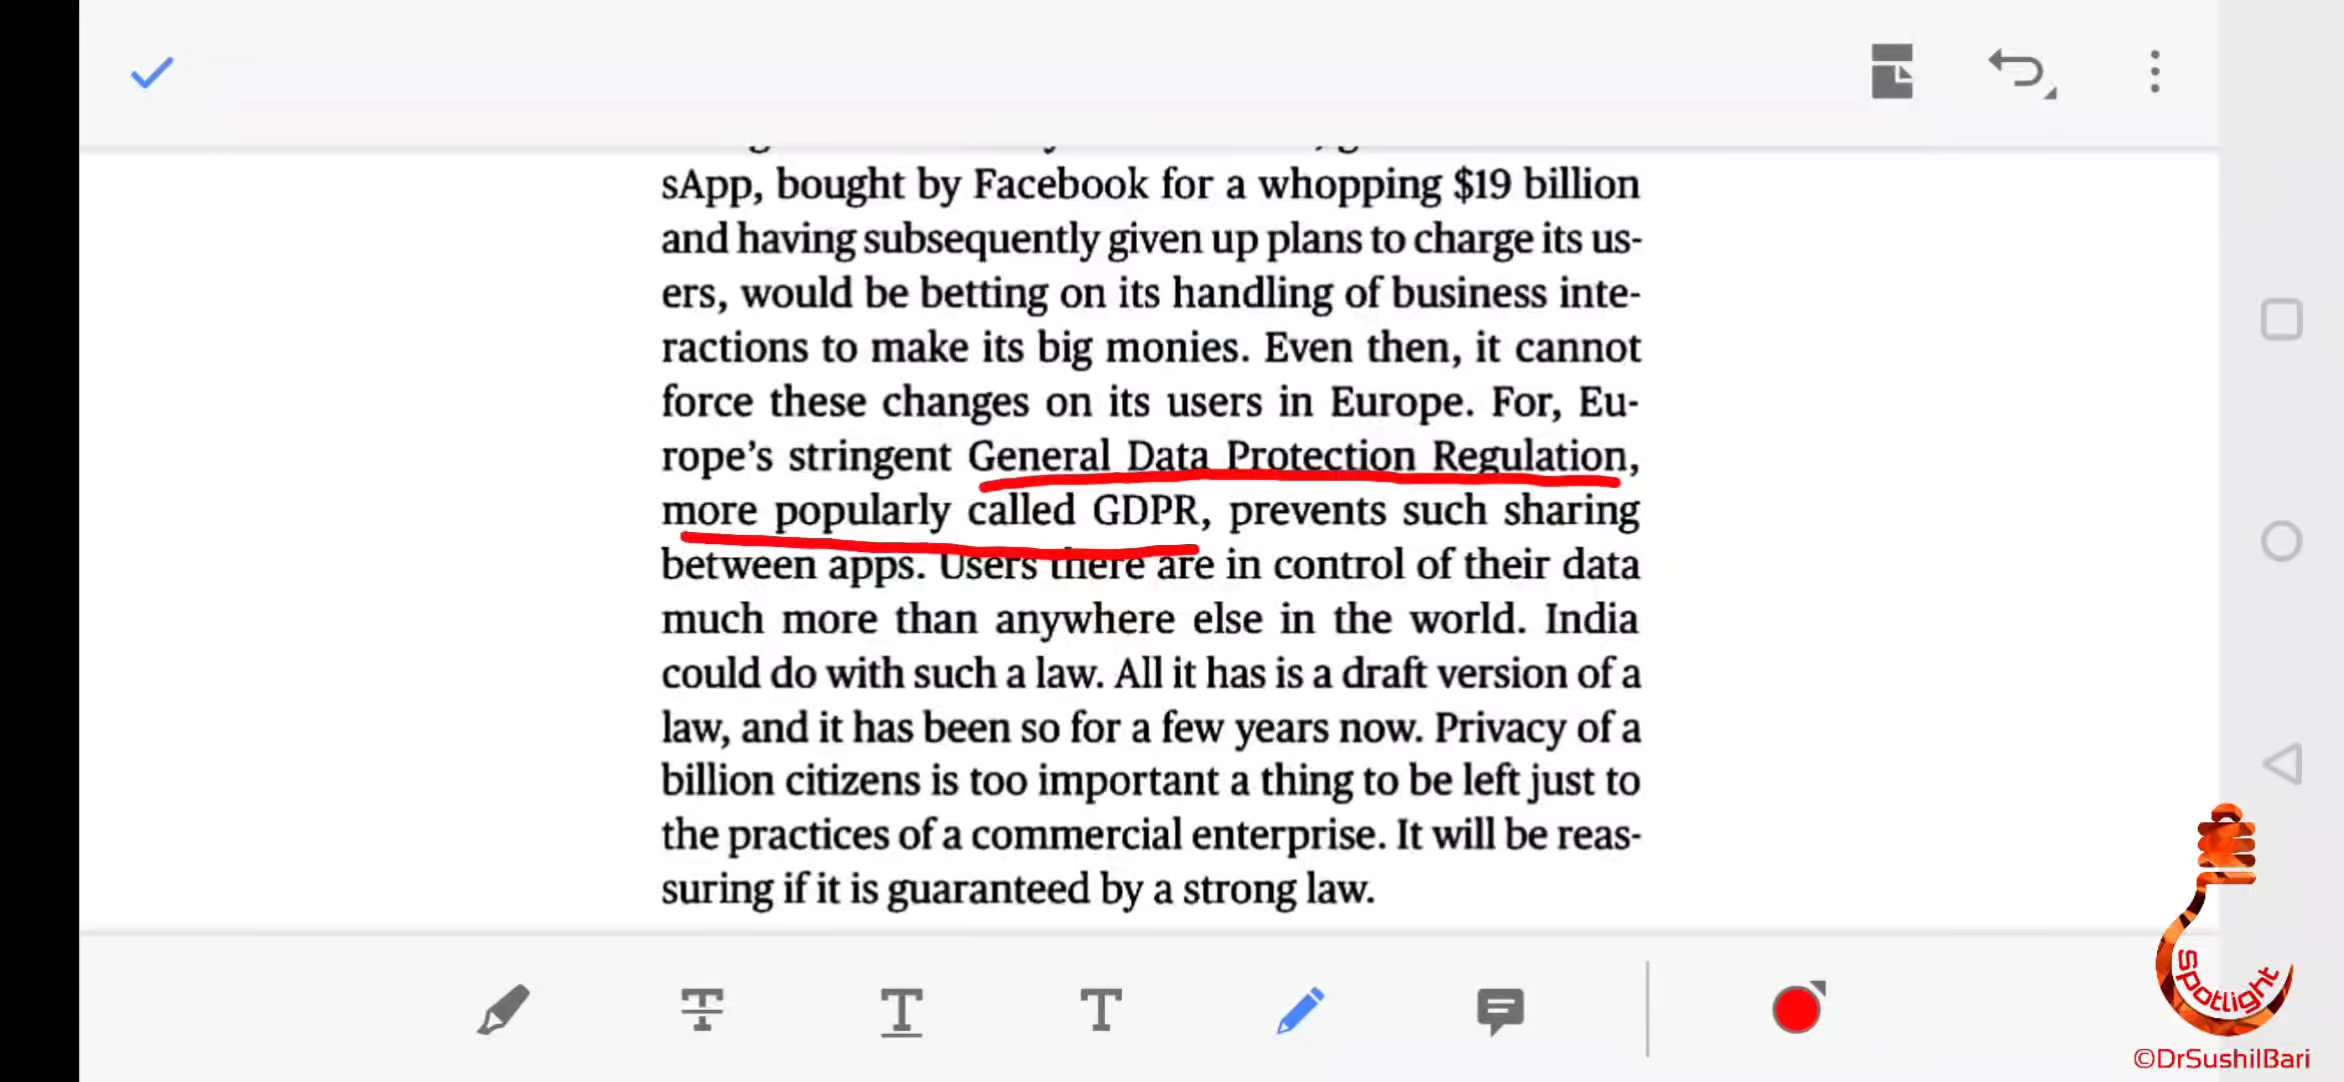 sApp, bought by Facebook for a whopping $19 billion
and having subsequently given up plans to charge its us-
ers, would be betting on its handling of business inte-
ractions to make its big monies. Even then, it cannot
force these changes on its users in Europe. For, Eu-
rope's stringent General Data Protection Regulation,
more popularly called GDPR, prevents such sharing
between apps. Users there are in control of their data
much more than anywhere else in the world. India
could do with such a law. All it has is a draft version of a
law, and it has been so for a few years now. Privacy of a
billion citizens is too important a thing to be left just to
the practices of a commercial enterprise. It will be reas-
suring if it is guaranteed by a strong law.
Spotlight
©DrSushilBari